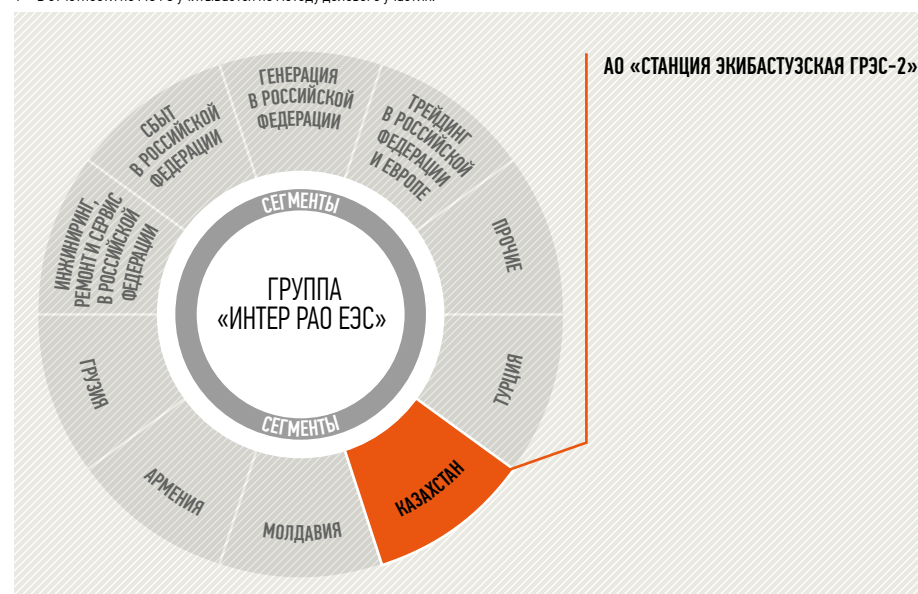 АО «СТАНЦИЯ ЭКИБАСТУЗСКАЯ ГРЭС-2»
ГЕНЕРАЦИЯ
В РОССИЙСКОЙ
ФЕДЕРАЦИИ
ТРЕЙДИНГ
В РОССИЙСКОЙ
ФЕДЕРАЦИИ
И ЕВРОПЕ
ПРОЧИЕ
ТУРЦИЯ
КАЗАХСТАН
МОЛДАВИЯ
АРМЕНИЯ
ГРУЗИЯ
ИНЖИНИРИНГ,
РЕМОНТ И СЕРВИС
В РОССИЙСКОЙ
ФЕДЕРАЦИИ
СБЫТ
В РОССИЙСКОЙ
ФЕДЕРАЦИИ
СЕГМЕНТЫ
ГРУППА
«ИНТЕР РАО ЕЭС»
СЕГМЕНТЫ